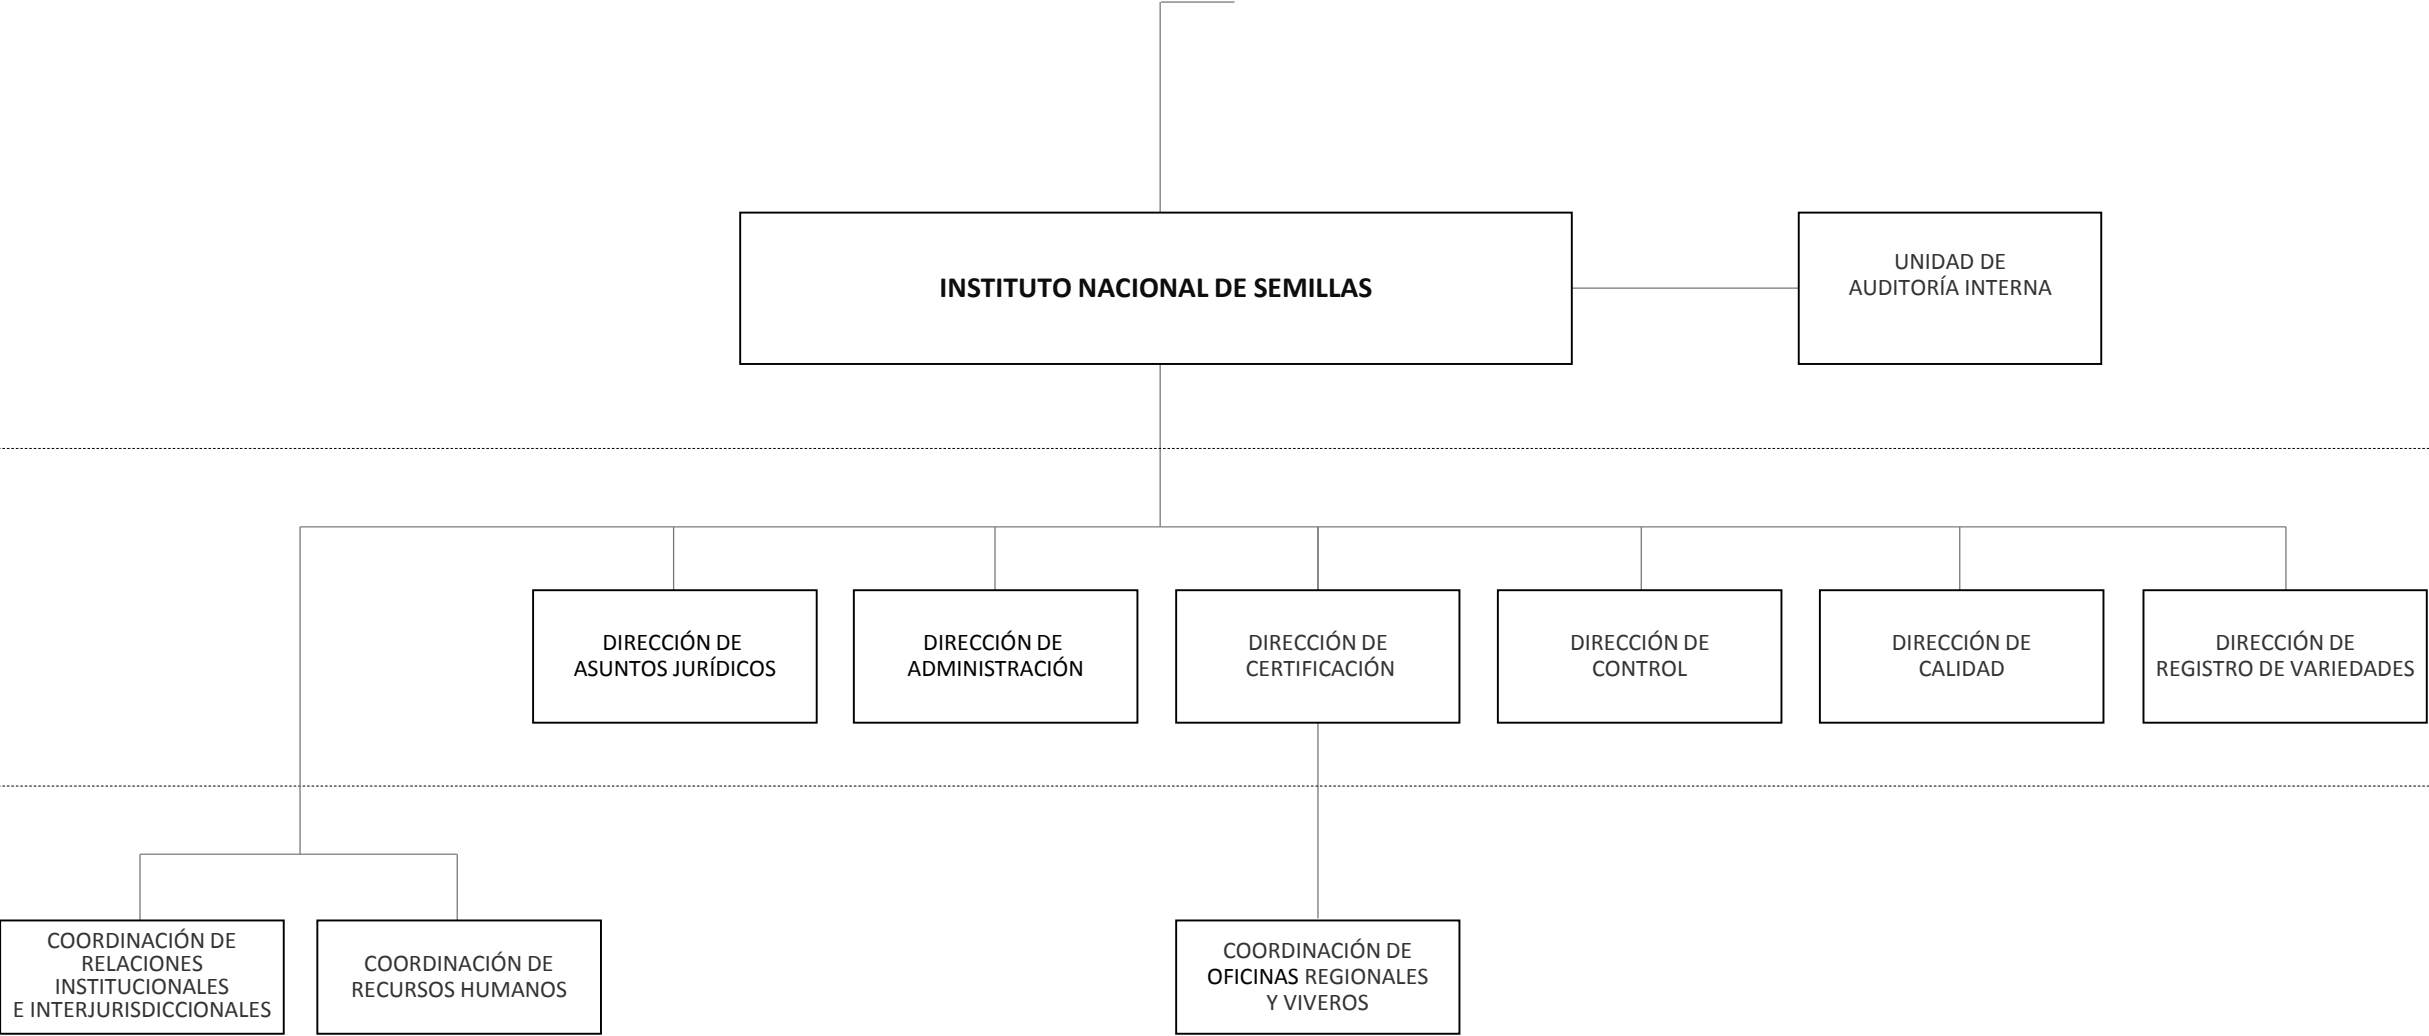 INSTITUTO NACIONAL DE SEMILLAS
UNIDAD DE
AUDITORÍA INTERNA
DIRECCIÓN DE
ASUNTOS JURÍDICOS
DIRECCIÓN DE
ADMINISTRACIÓN
DIRECCIÓN DE
CERTIFICACIÓN
DIRECCIÓN DE
CONTROL
DIRECCIÓN DE
CALIDAD
DIRECCIÓN DE
REGISTRO DE VARIEDADES
COORDINACIÓN DE
RELACIONES
INSTITUCIONALES
E INTERJURISDICCIONALES
COORDINACIÓN DE
RECURSOS HUMANOS
COORDINACIÓN DE
OFICINAS REGIONALES
Y VIVEROS